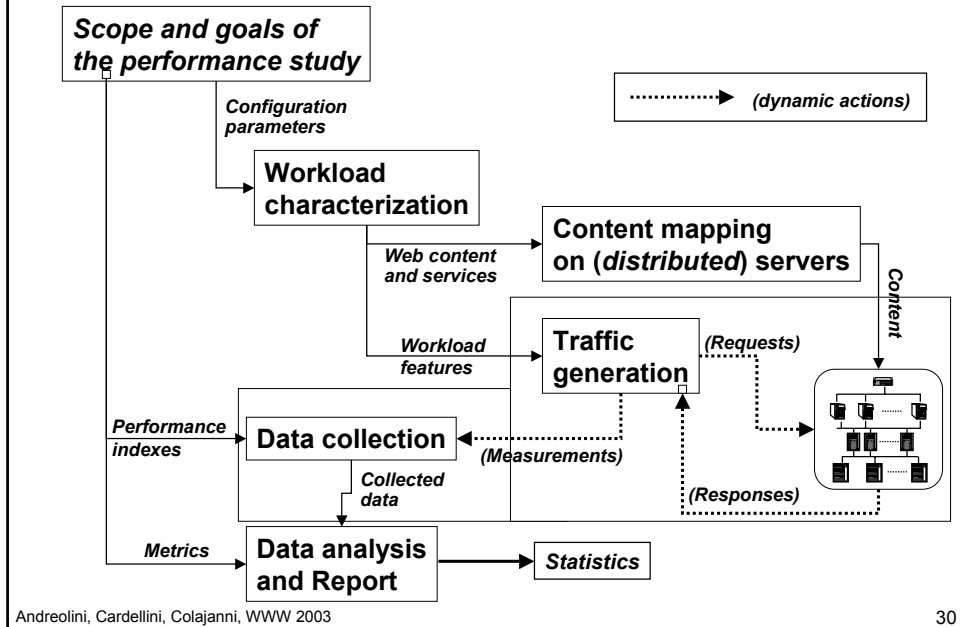 Scope and goals of
the performance study
(dynamic actions)
Configuration
parameters
Workload
characterization
Content mapping
on (distributed) servers
Web content
and services
Content
Workload
features
Traffic
generation
(Requests)
Performance
indexes
Data collection
(Measurements)
(Responses)
Collected
data
Metrics
Data analysis
and Report
Statistics
Andreolini, Cardellini, Colajanni, WWW 2003
30